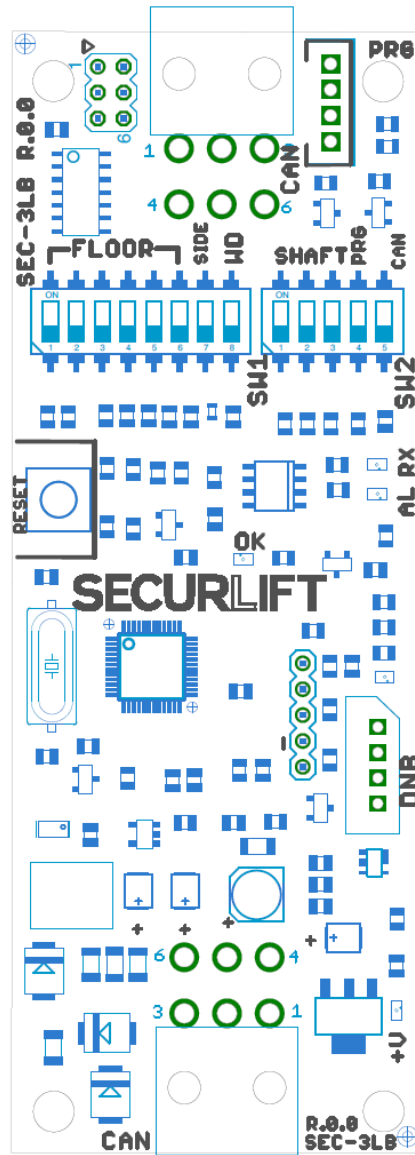 PRG
1
6
SEC-3LB R.0.0
CAN
1
4
6
FLOOR
SIDE
WD
SHAFT
PRG
CAN
ON
1 2 3 4 5 6 7 8
SW1
ON
1 2 3 4 5
SW2
RESET
AL RX
OK
SECURLIFT
-
DNB
+
+
+
+
6
4
3
1
+V
CAN
R.0.0
SEC-3LB